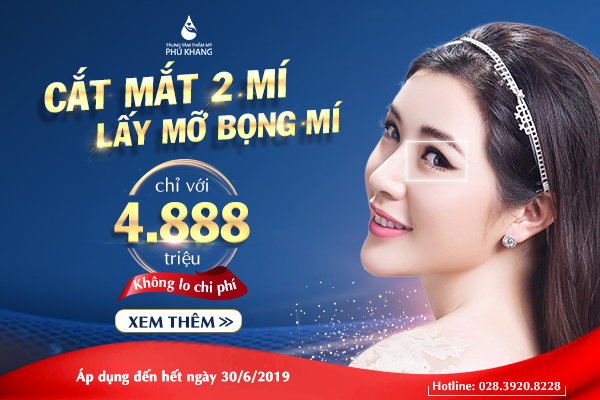 TRUNG TÂM THẨM MỸ
PHÚ KHANG
CẮT MẮT 2 MÍ
LẤY MỠ BỌNG MÍ
chỉ với
4.888
triệu
Không lo chi phí
XEM THÊM >>
Áp dụng đến hết ngày 30/6/2019
Hotline: 028.3920.8228